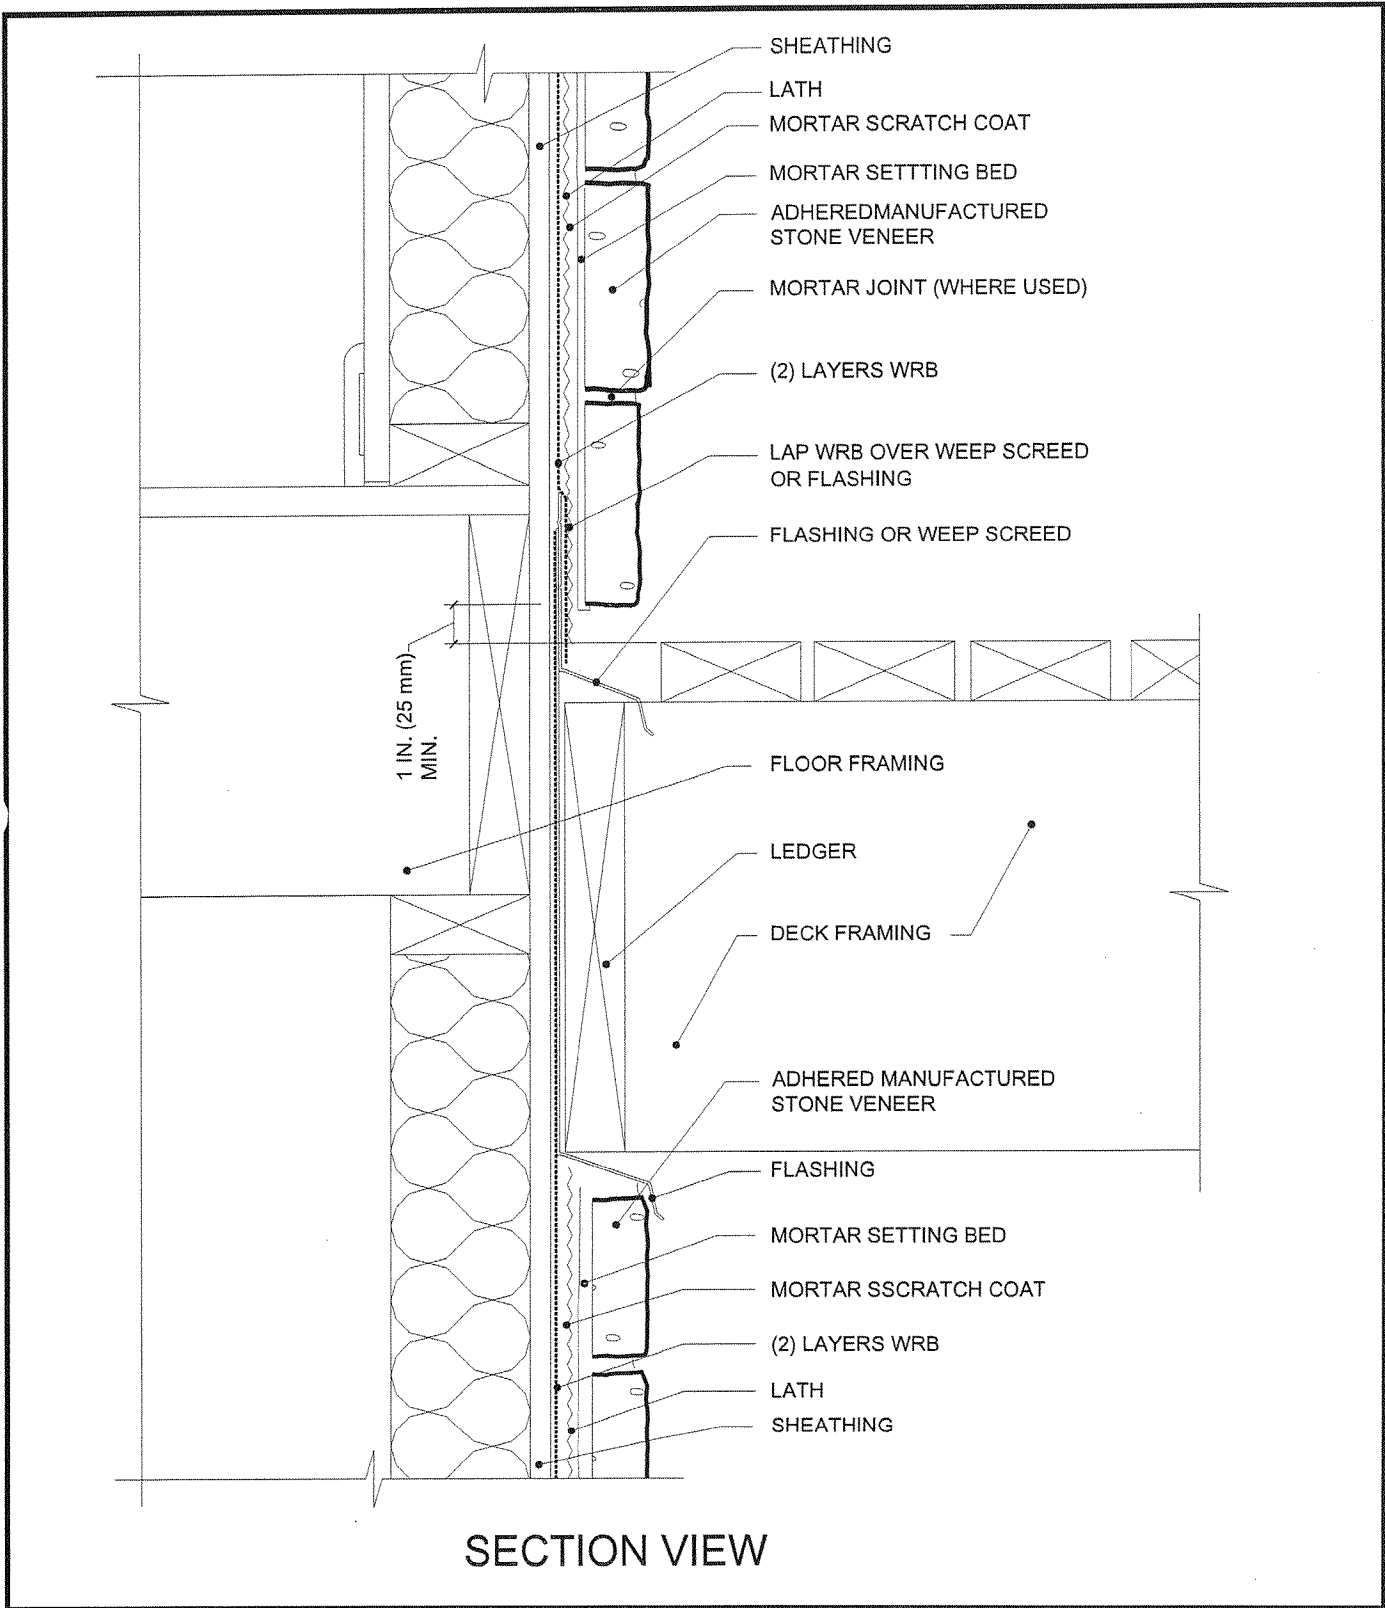 SHEATHING
LATH
MORTAR SCRATCH COAT
MORTAR SETTTING BED
ADHEREDMANUFACTURED
STONE VENEER
MORTAR JOINT (WHERE USED)
(2) LAYERS WRB
LAP WRB OVER WEEP SCREED
OR FLASHING
FLASHING OR WEEP SCREED
1 IN. (25 mm)
MIN.
FLOOR FRAMING
LEDGER
DECK FRAMING
ADHERED MANUFACTURED
STONE VENEER
FLASHING
MORTAR SETTING BED
MORTAR SSCRATCH COAT
(2) LAYERS WRB
LATH
SHEATHING
SECTION VIEW